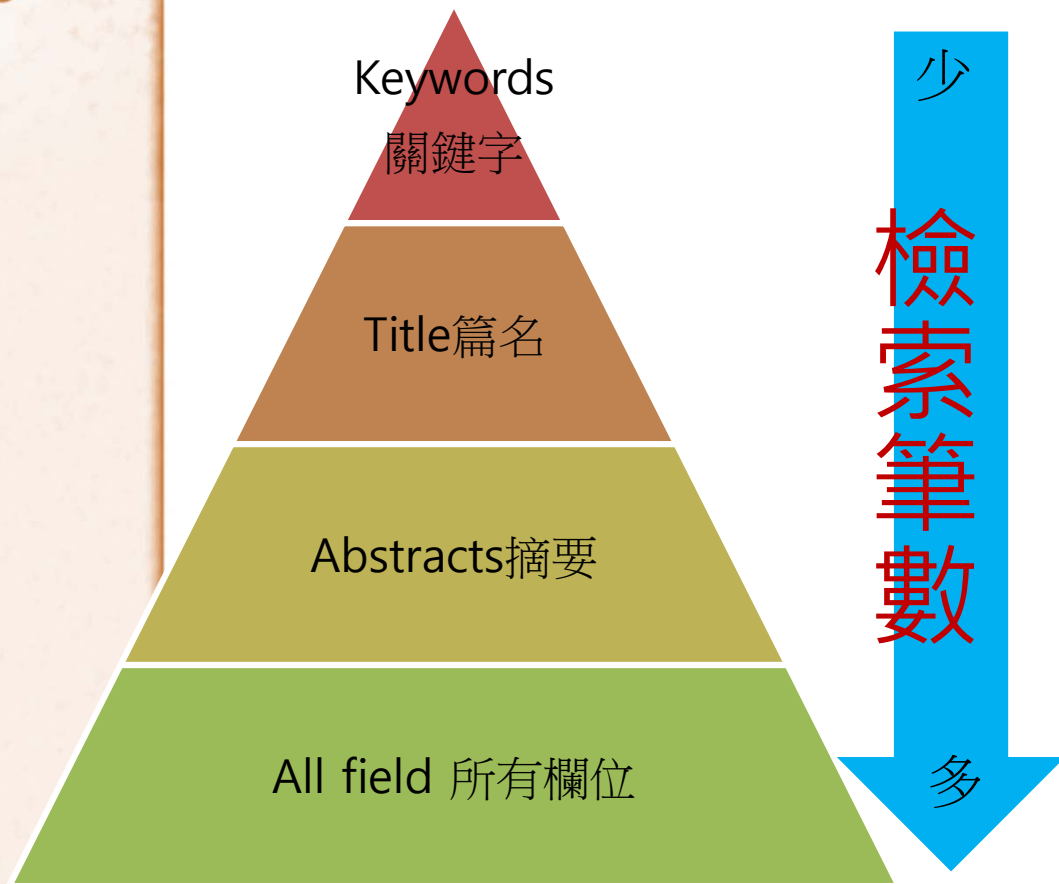 Keywords
關鍵字
Title篇名
Abstracts摘要
All field 所有欄位
少
檢索筆數
多